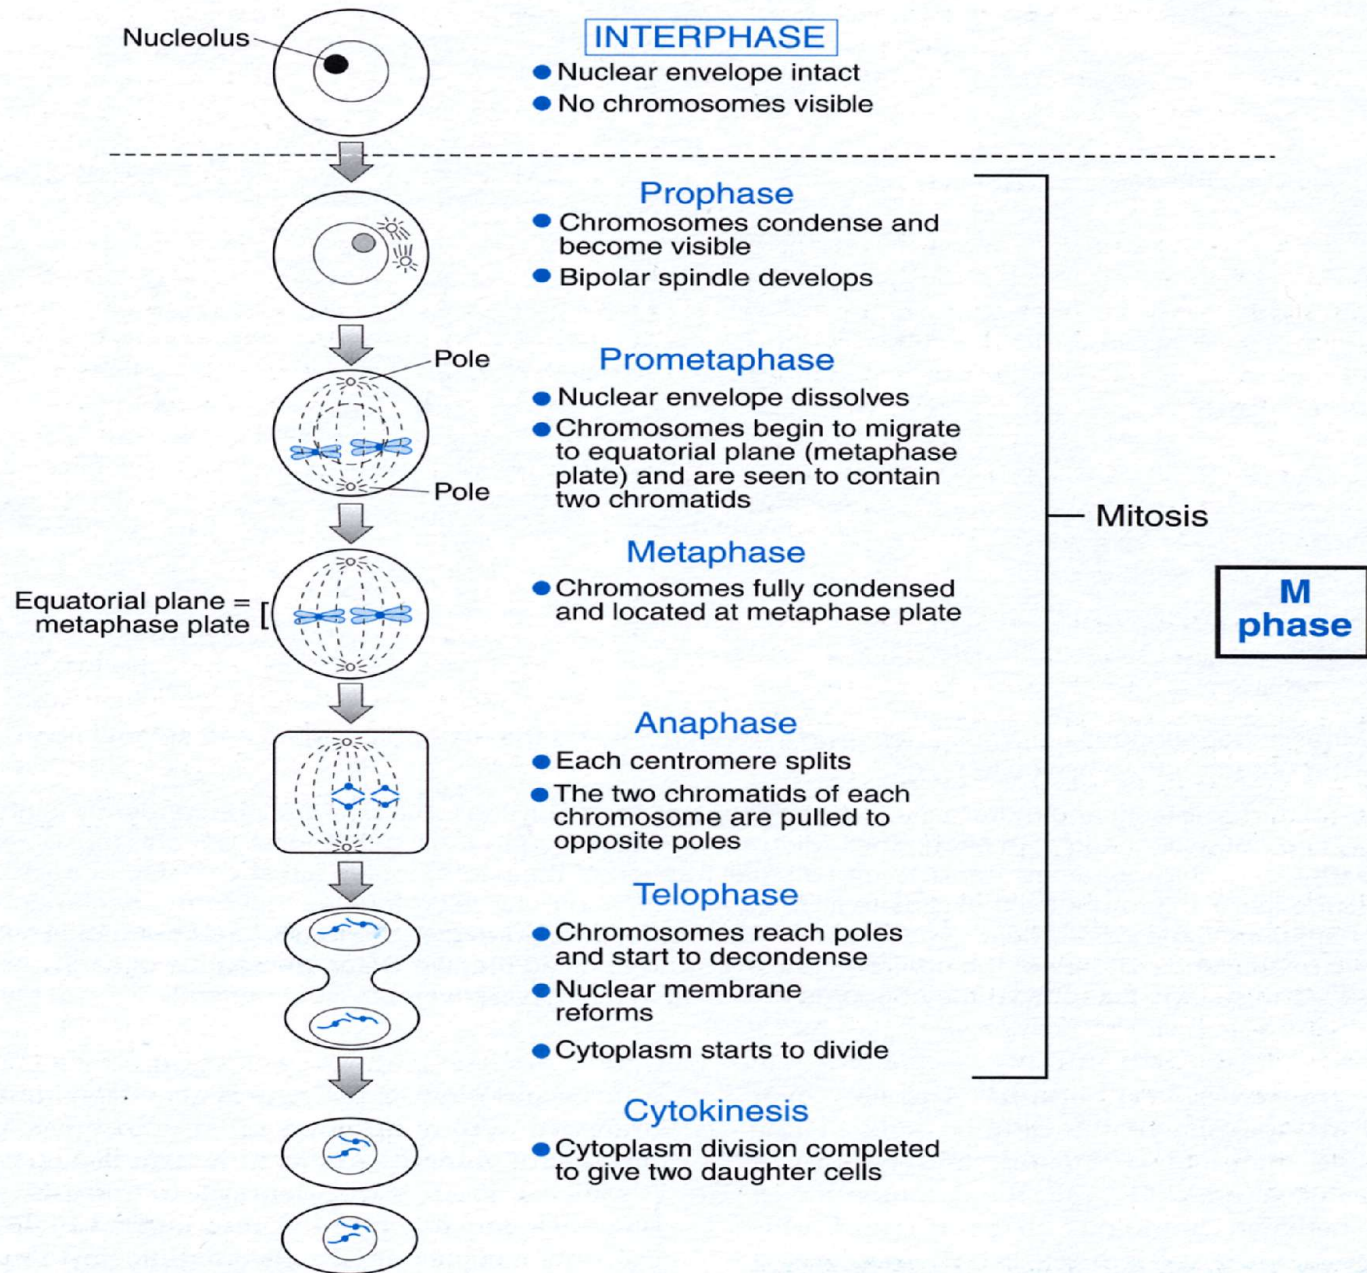 Nucleolus
INTERPHASE
● Nuclear envelope intact
● No chromosomes visible
Prophase
● Chromosomes condense and
become visible
● Bipolar spindle develops
Pole
Prometaphase
● Nuclear envelope dissolves
● Chromosomes begin to migrate
to equatorial plane (metaphase
plate) and are seen to contain
two chromatids
Pole
Mitosis
Metaphase
● Chromosomes fully condensed
and located at metaphase plate
Equatorial plane =
metaphase plate
M
phase
Anaphase
● Each centromere splits
● The two chromatids of each
chromosome are pulled to
opposite poles
Telophase
● Chromosomes reach poles
and start to decondense
● Nuclear membrane
reforms
● Cytoplasm starts to divide
Cytokinesis
● Cytoplasm division completed
to give two daughter cells